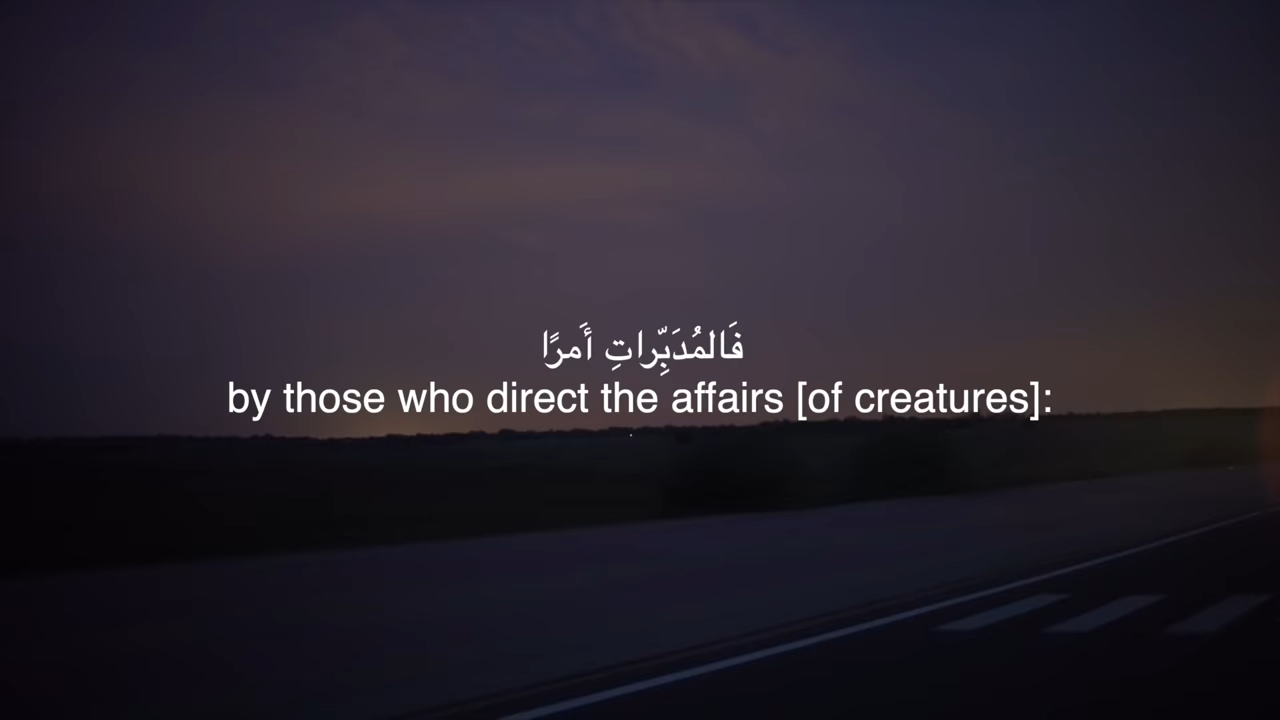 فَالمُدَبِّراتِ أَمرًا
by those who direct the affairs [of creatures]: